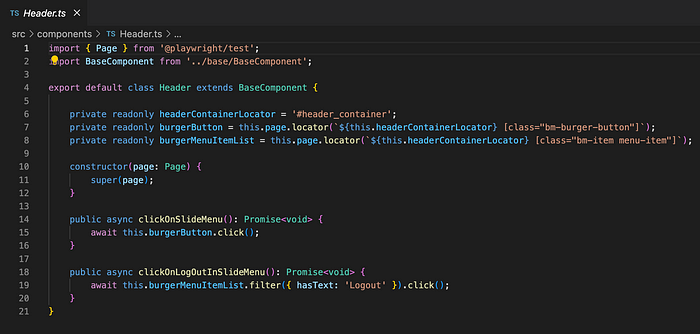 TS Header.ts ×
src > components > TS Header.ts > ...
1 import { Page } from '@playwright/test';
2 import BaseComponent from '../base/BaseComponent';
3
4 export default class Header extends BaseComponent {
5
6 private readonly headerContainerLocator = '#header_container';
7 private readonly burgerButton = this.page.locator(`${this.headerContainerLocator} [class="bm-burger-button"]`);
8 private readonly burgerMenuItemList = this.page.locator(`${this.headerContainerLocator} [class="bm-item menu-item"]`);
9
10 constructor(page: Page) {
11 super(page);
12 }
13
14 public async clickOnSlideMenu(): Promise<void> {
15 await this.burgerButton.click();
16 }
17
18 public async clickOnLogOutInSlideMenu(): Promise<void> {
19 await this.burgerMenuItemList.filter({ hasText: 'Logout' }).click();
20 }
21 }